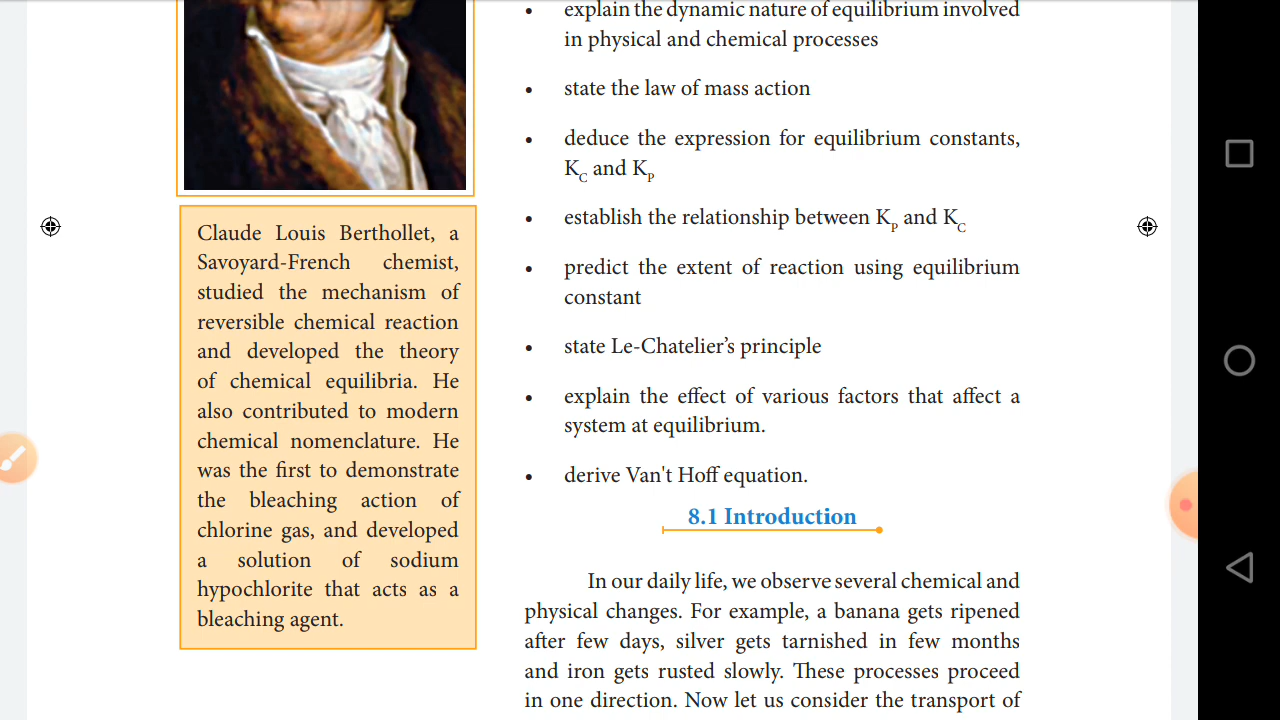 Claude Louis Berthollet, a
Savoyard-French chemist,
studied the mechanism of
reversible chemical reaction
and developed the theory
of chemical equilibria. He
also contributed to modern
chemical nomenclature. He
was the first to demonstrate
the bleaching action of
chlorine gas, and developed
a solution of sodium
hypochlorite that acts as a
bleaching agent.
• explain the dynamic nature of equilibrium involved
in physical and chemical processes
• state the law of mass action
• deduce the expression for equilibrium constants,
K_C and K_P
• establish the relationship between K_P and K_C
• predict the extent of reaction using equilibrium
constant
• state Le-Chatelier’s principle
• explain the effect of various factors that affect a
system at equilibrium.
• derive Van't Hoff equation.
8.1 Introduction
In our daily life, we observe several chemical and
physical changes. For example, a banana gets ripened
after few days, silver gets tarnished in few months
and iron gets rusted slowly. These processes proceed
in one direction. Now let us consider the transport of